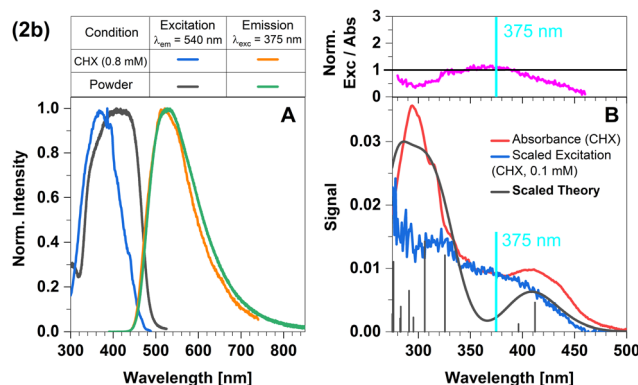 (2b)
Condition Excitation Emission
λem = 540 nm λexc = 375 nm
CHX (0.8 mM)
Powder
A
Norm. Intensity
1.0
0.8
0.6
0.4
0.2
0.0
300 400 500 600 700 800
Wavelength [nm]
Norm.
Exc / Abs
3
2
1
0
375 nm
B
Absorbance (CHX)
Scaled Excitation
(CHX, 0.1 mM)
Scaled Theory
375 nm
Signal
0.03
0.02
0.01
0.00
300 350 400 450 500
Wavelength [nm]